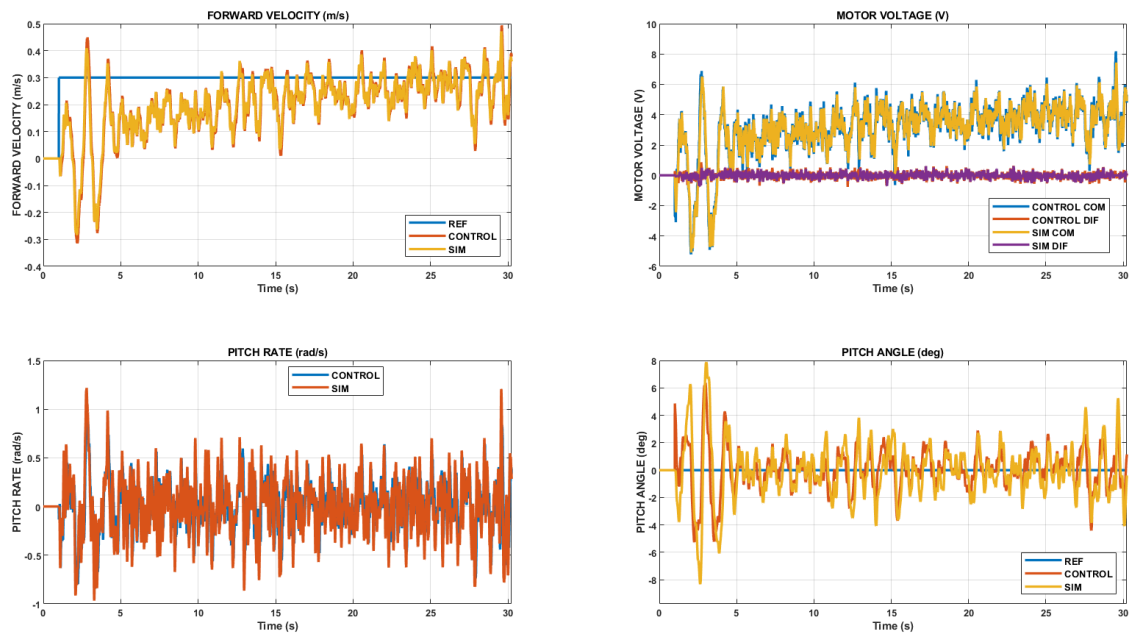 FORWARD VELOCITY (m/s)
0.5
0.4
0.3
0.2
0.1
0
-0.1
-0.2
-0.3
-0.4
FORWARD VELOCITY (m/s)
REF
CONTROL
SIM
0 5 10 15 20 25 30
Time (s)
MOTOR VOLTAGE (V)
10
8
6
4
2
0
-2
-4
-6
MOTOR VOLTAGE (V)
CONTROL COM
CONTROL DIF
SIM COM
SIM DIF
0 5 10 15 20 25 30
Time (s)
PITCH RATE (rad/s)
1.5
1
0.5
0
-0.5
-1
PITCH RATE (rad/s)
CONTROL
SIM
0 5 10 15 20 25 30
Time (s)
PITCH ANGLE (deg)
8
6
4
2
0
-2
-4
-6
-8
PITCH ANGLE (deg)
REF
CONTROL
SIM
0 5 10 15 20 25 30
Time (s)